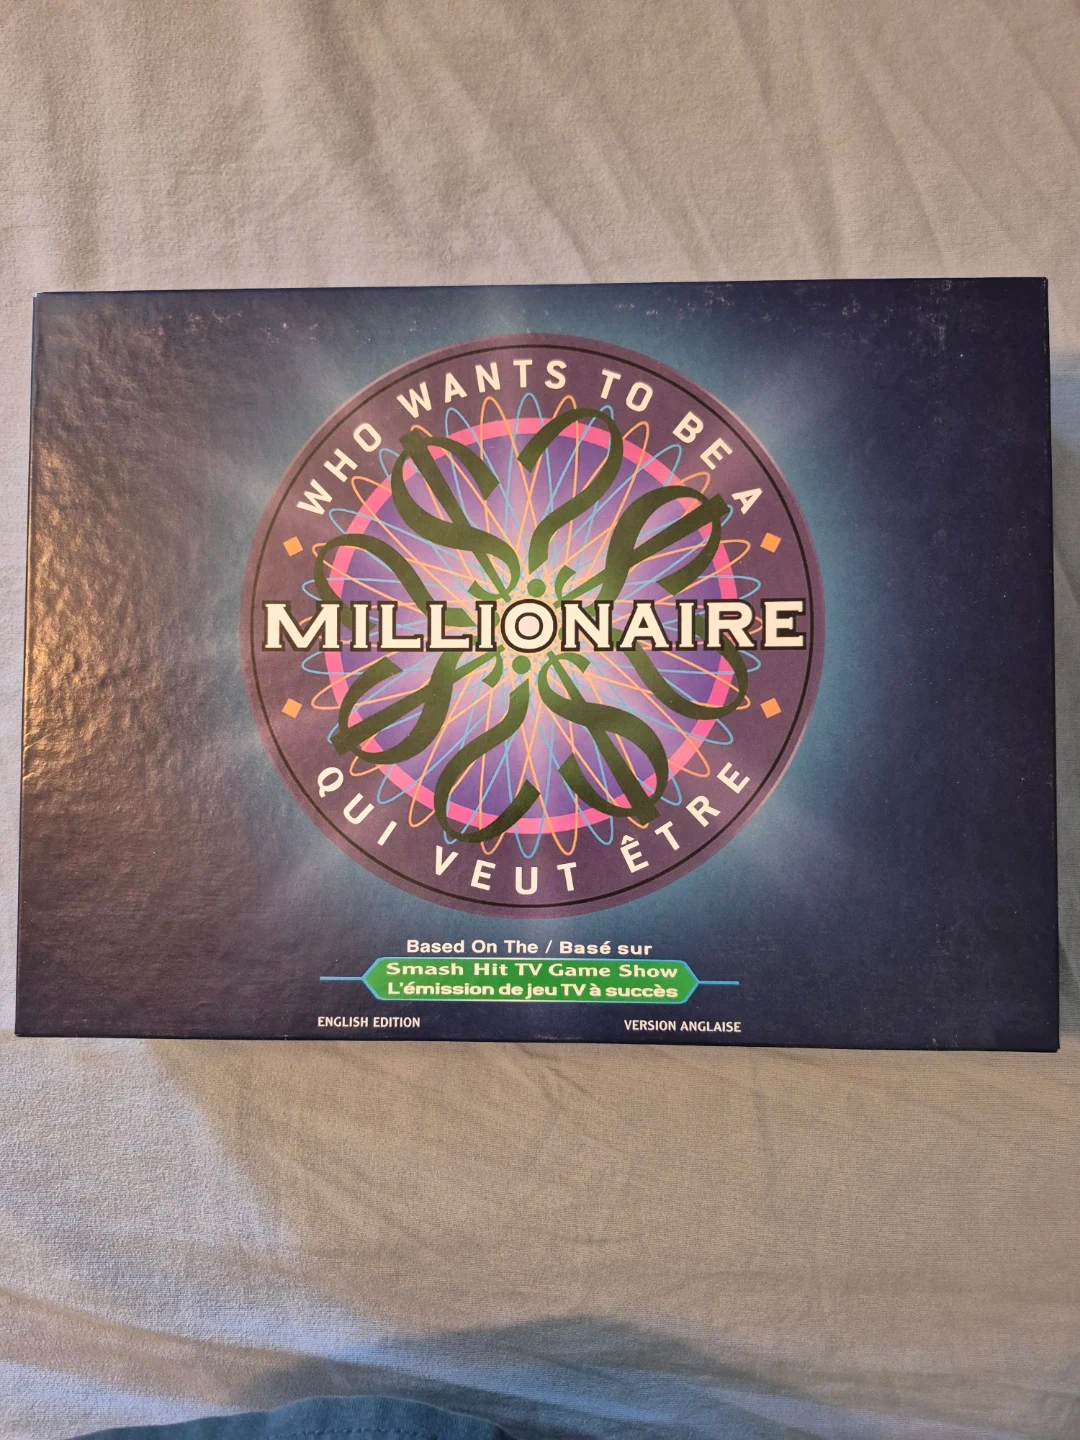 WHO WANTS TO BE A
MILLIONAIRE
QUI VEUT ÊTRE
Based On The / Basé sur
Smash Hit TV Game Show
L'émission de jeu TV à succès
ENGLISH EDITION
VERSION ANGLAISE